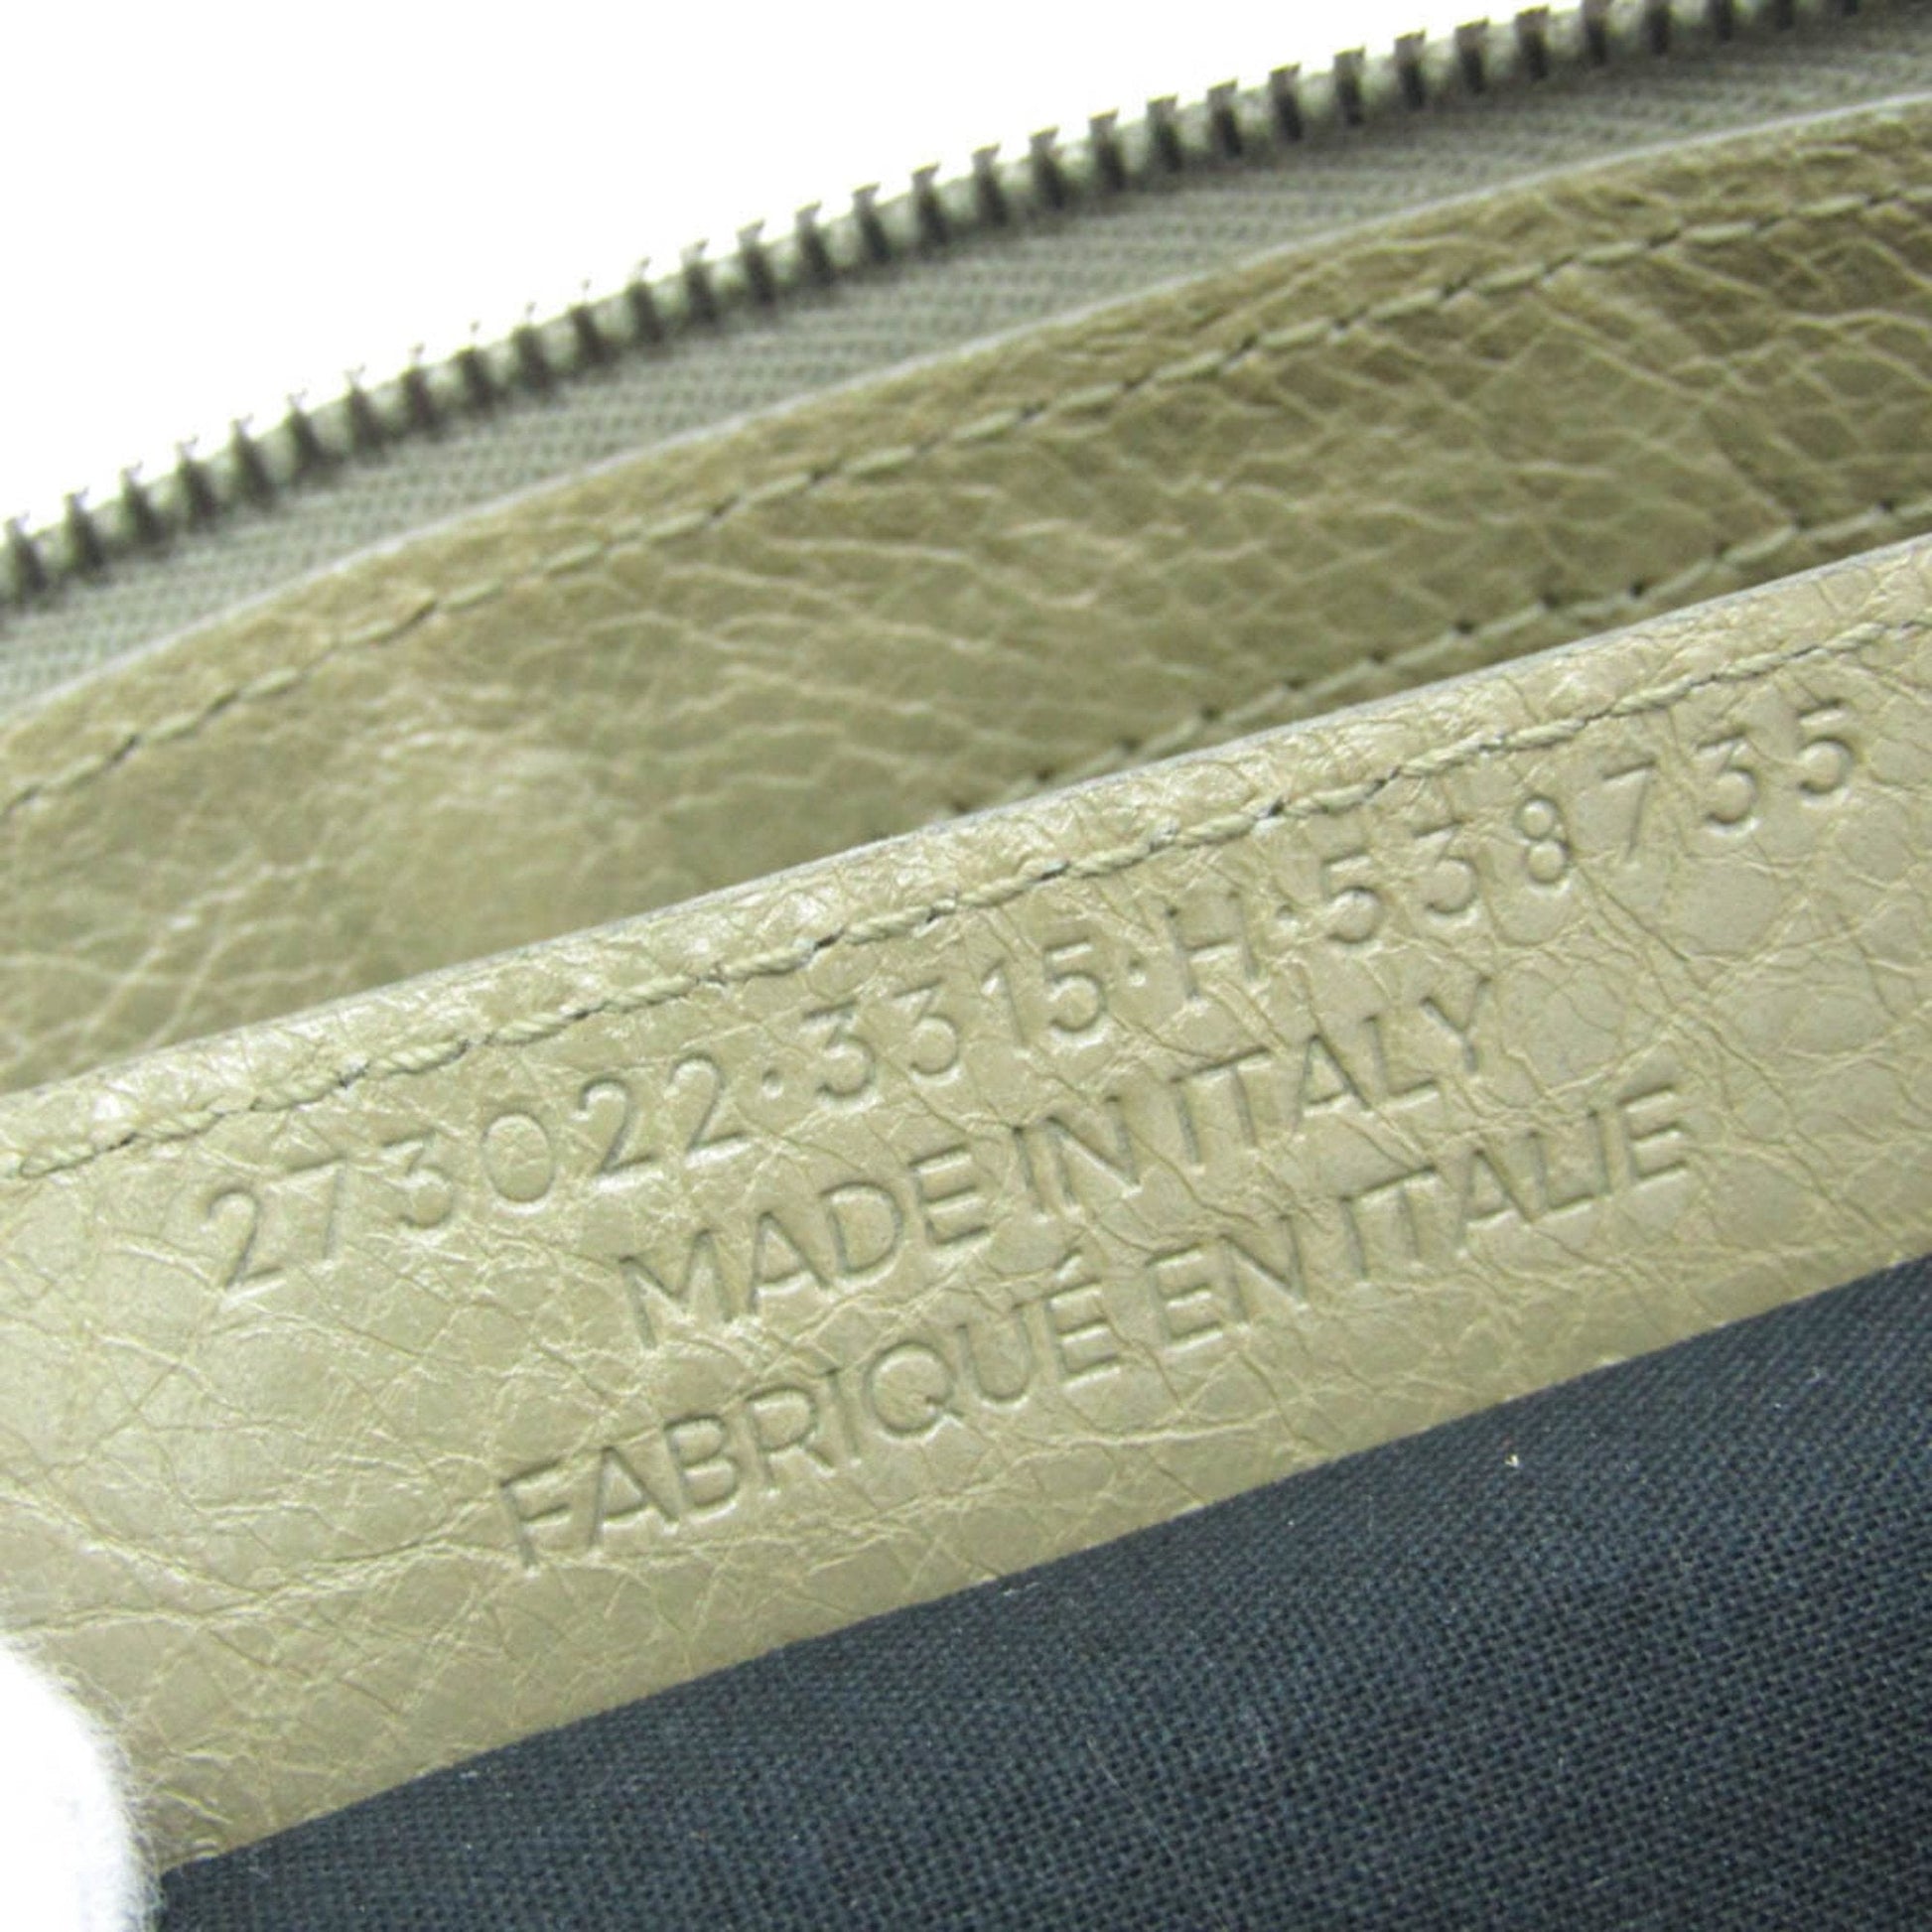 273022·3315·H·538735
MADE IN ITALY
FABRIQUÉ EN ITALIE